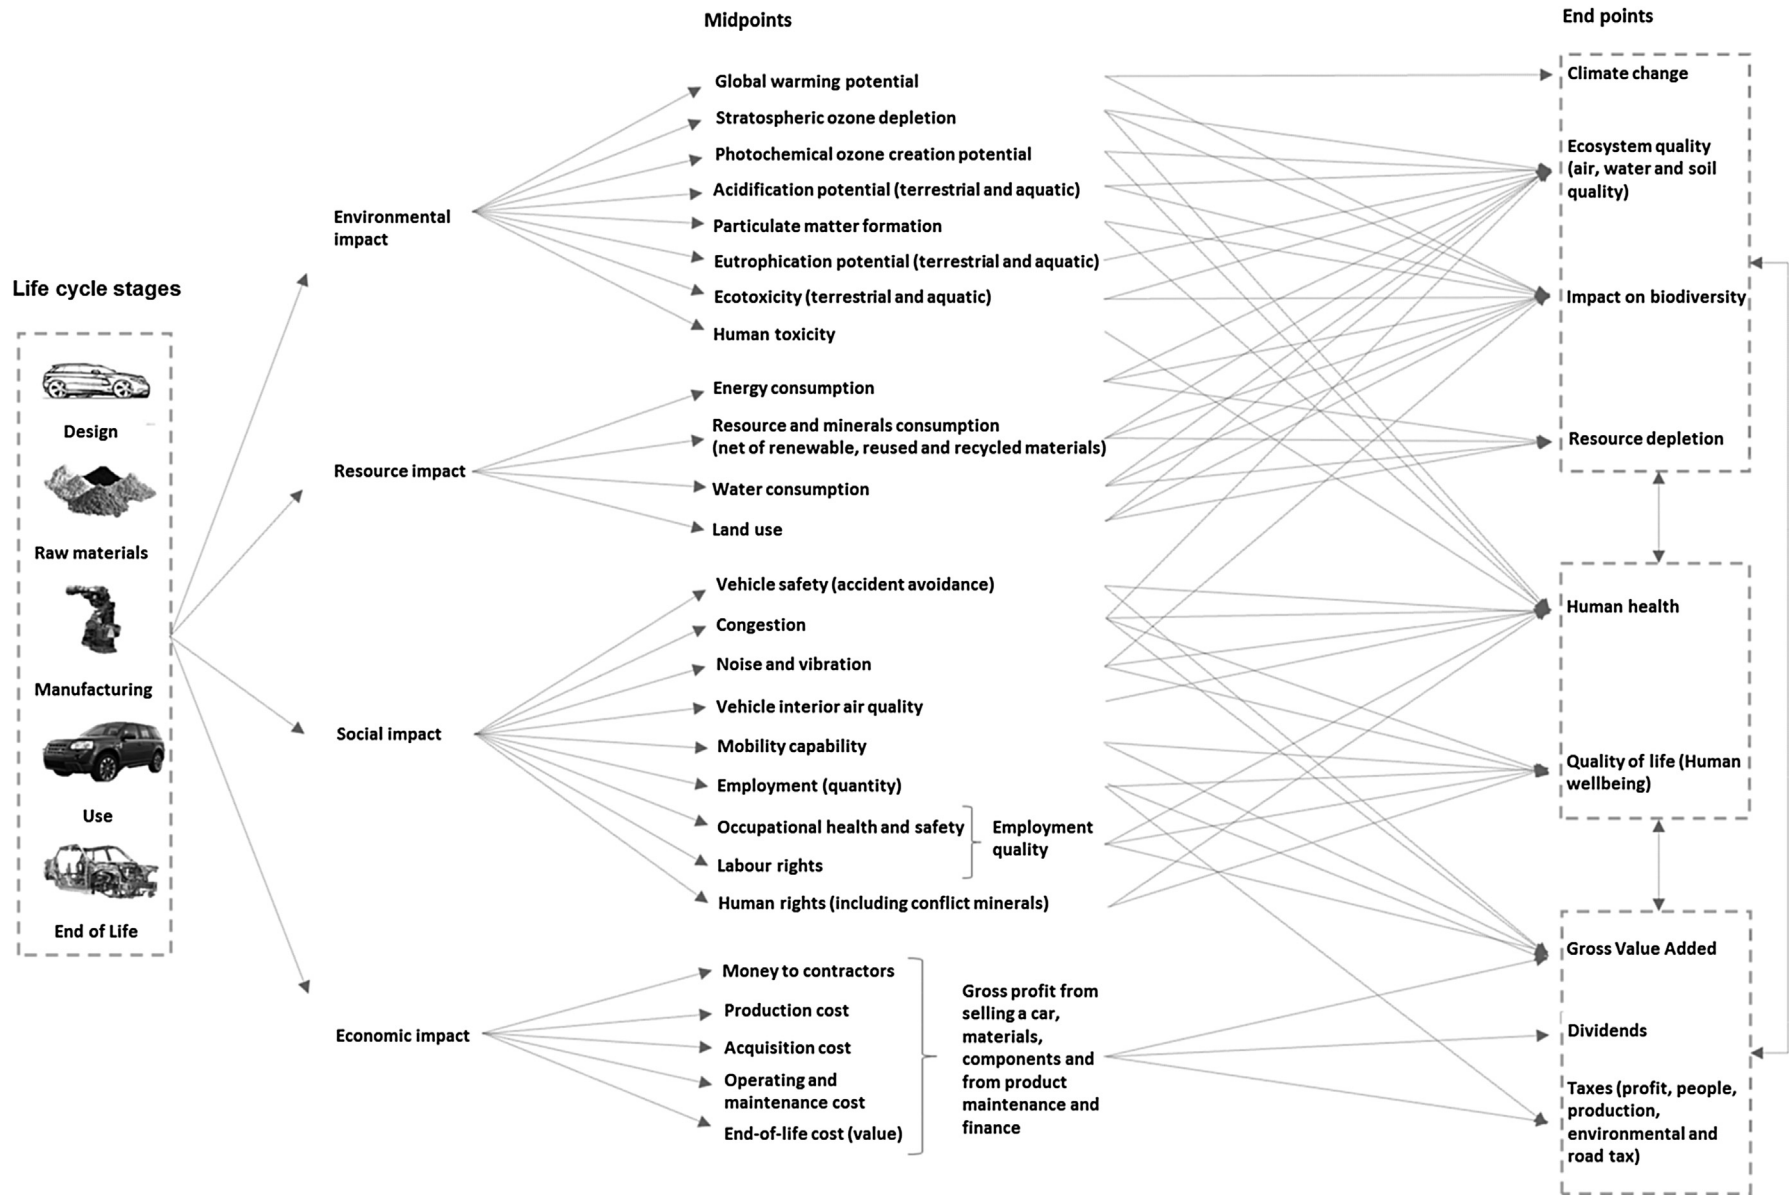 Midpoints
End points
Life cycle stages
Design
Raw materials
Manufacturing
Use
End of Life
Environmental
impact
Resource impact
Social impact
Economic impact
Global warming potential
Stratospheric ozone depletion
Photochemical ozone creation potential
Acidification potential (terrestrial and aquatic)
Particulate matter formation
Eutrophication potential (terrestrial and aquatic)
Ecotoxicity (terrestrial and aquatic)
Human toxicity
Energy consumption
Resource and minerals consumption
(net of renewable, reused and recycled materials)
Water consumption
Land use
Vehicle safety (accident avoidance)
Congestion
Noise and vibration
Vehicle interior air quality
Mobility capability
Employment (quantity)
Occupational health and safety
Labour rights
Employment
quality
Human rights (including conflict minerals)
Money to contractors
Production cost
Acquisition cost
Operating and
maintenance cost
End-of-life cost (value)
Gross profit from
selling a car,
materials,
components and
from product
maintenance and
finance
Climate change
Ecosystem quality
(air, water and soil
quality)
Impact on biodiversity
Resource depletion
Human health
Quality of life (Human
wellbeing)
Gross Value Added
Dividends
Taxes (profit, people,
production,
environmental and
road tax)